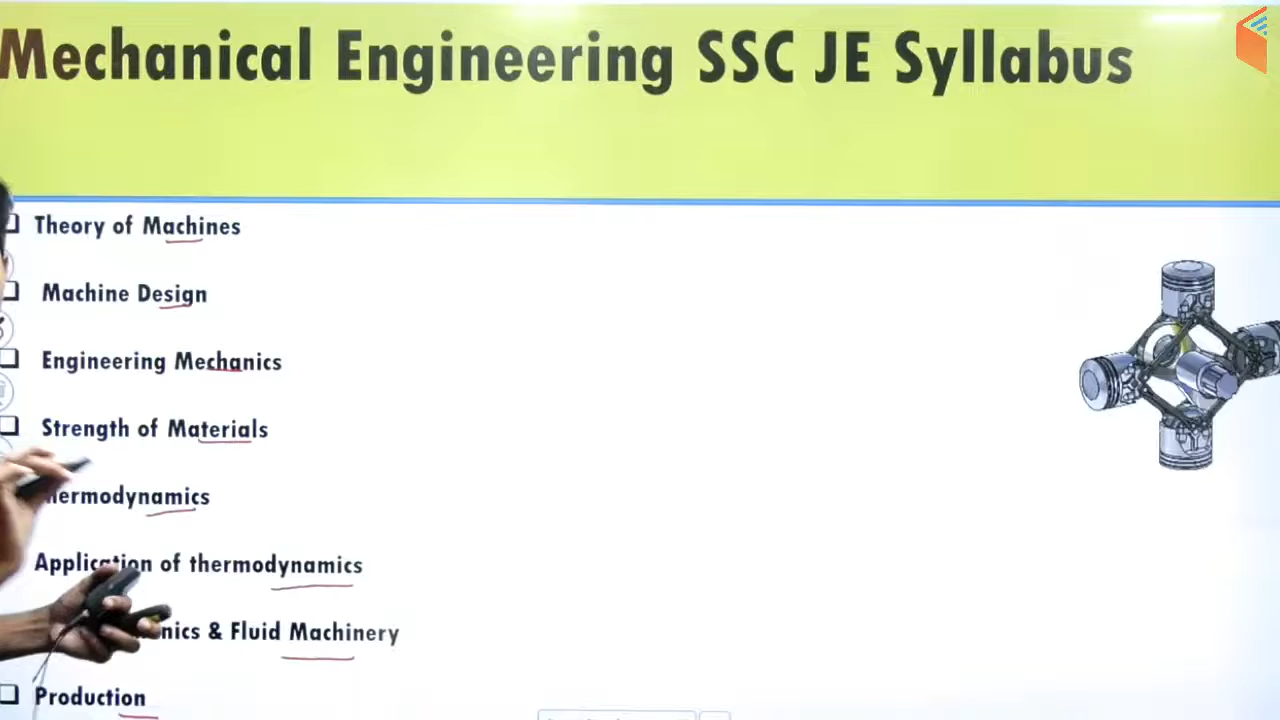 Mechanical Engineering SSC JE Syllabus
Theory of Machines
Machine Design
Engineering Mechanics
Strength of Materials
hermodynamics
Application of thermodynamics
& Fluid Machinery
Production